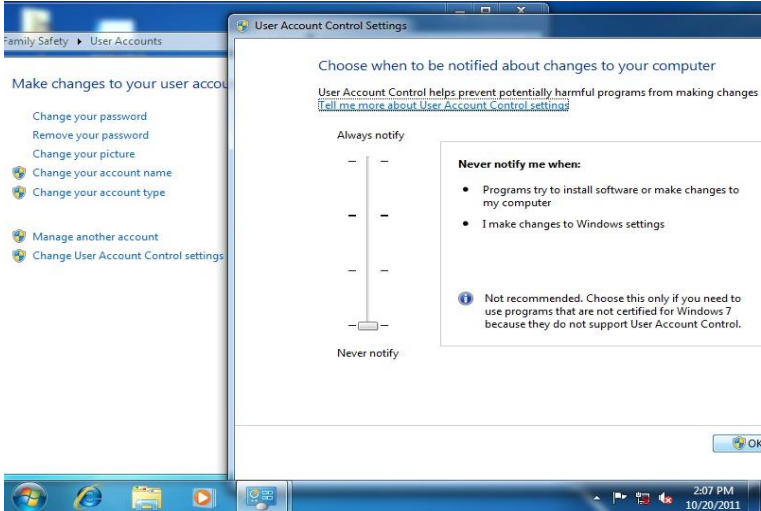 Family Safety ▸ User Accounts
Make changes to your user accou
Change your password
Remove your password
Change your picture
Change your account name
Change your account type
Manage another account
Change User Account Control settings
User Account Control Settings
Choose when to be notified about changes to your computer
User Account Control helps prevent potentially harmful programs from making changes
Tell me more about User Account Control settings
Always notify
Never notify
Never notify me when:
• Programs try to install software or make changes to
my computer
• I make changes to Windows settings
Not recommended. Choose this only if you need to
use programs that are not certified for Windows 7
because they do not support User Account Control.
OK
2:07 PM
10/20/2011